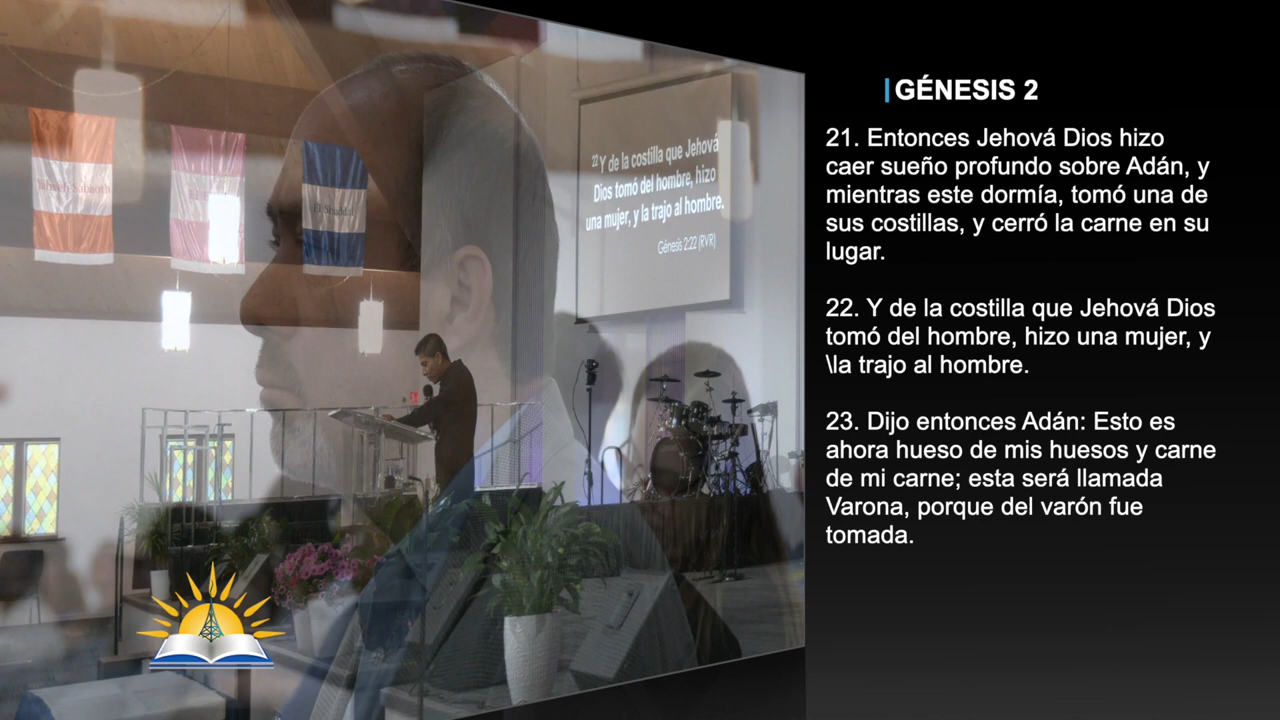 Jahveh Sabaoth
El Shaddai
22 Y de la costilla que Jehová
Dios tomó del hombre, hizo
una mujer, y la trajo al hombre.
Génesis 2:22 (RVR)
GÉNESIS 2
21. Entonces Jehová Dios hizo
caer sueño profundo sobre Adán, y
mientras este dormía, tomó una de
sus costillas, y cerró la carne en su
lugar.
22. Y de la costilla que Jehová Dios
tomó del hombre, hizo una mujer, y
\la trajo al hombre.
23. Dijo entonces Adán: Esto es
ahora hueso de mis huesos y carne
de mi carne; esta será llamada
Varona, porque del varón fue
tomada.